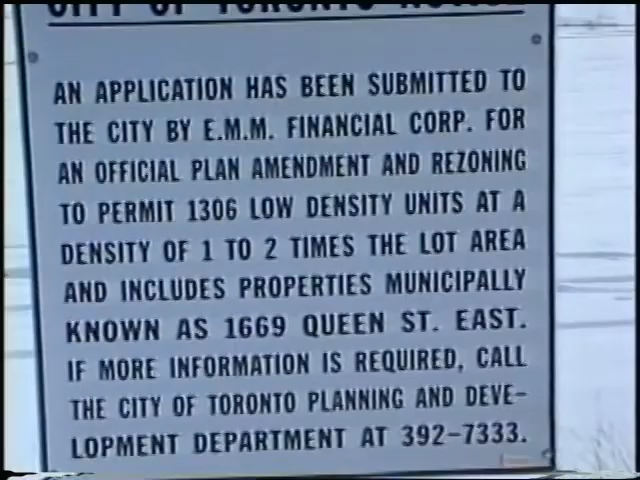 CITY OF TORONTO
AN APPLICATION HAS BEEN SUBMITTED TO
THE CITY BY E.M.M. FINANCIAL CORP. FOR
AN OFFICIAL PLAN AMENDMENT AND REZONING
TO PERMIT 1306 LOW DENSITY UNITS AT A
DENSITY OF 1 TO 2 TIMES THE LOT AREA
AND INCLUDES PROPERTIES MUNICIPALLY
KNOWN AS 1669 QUEEN ST. EAST.
IF MORE INFORMATION IS REQUIRED, CALL
THE CITY OF TORONTO PLANNING AND DEVE-
LOPMENT DEPARTMENT AT 392-7333.